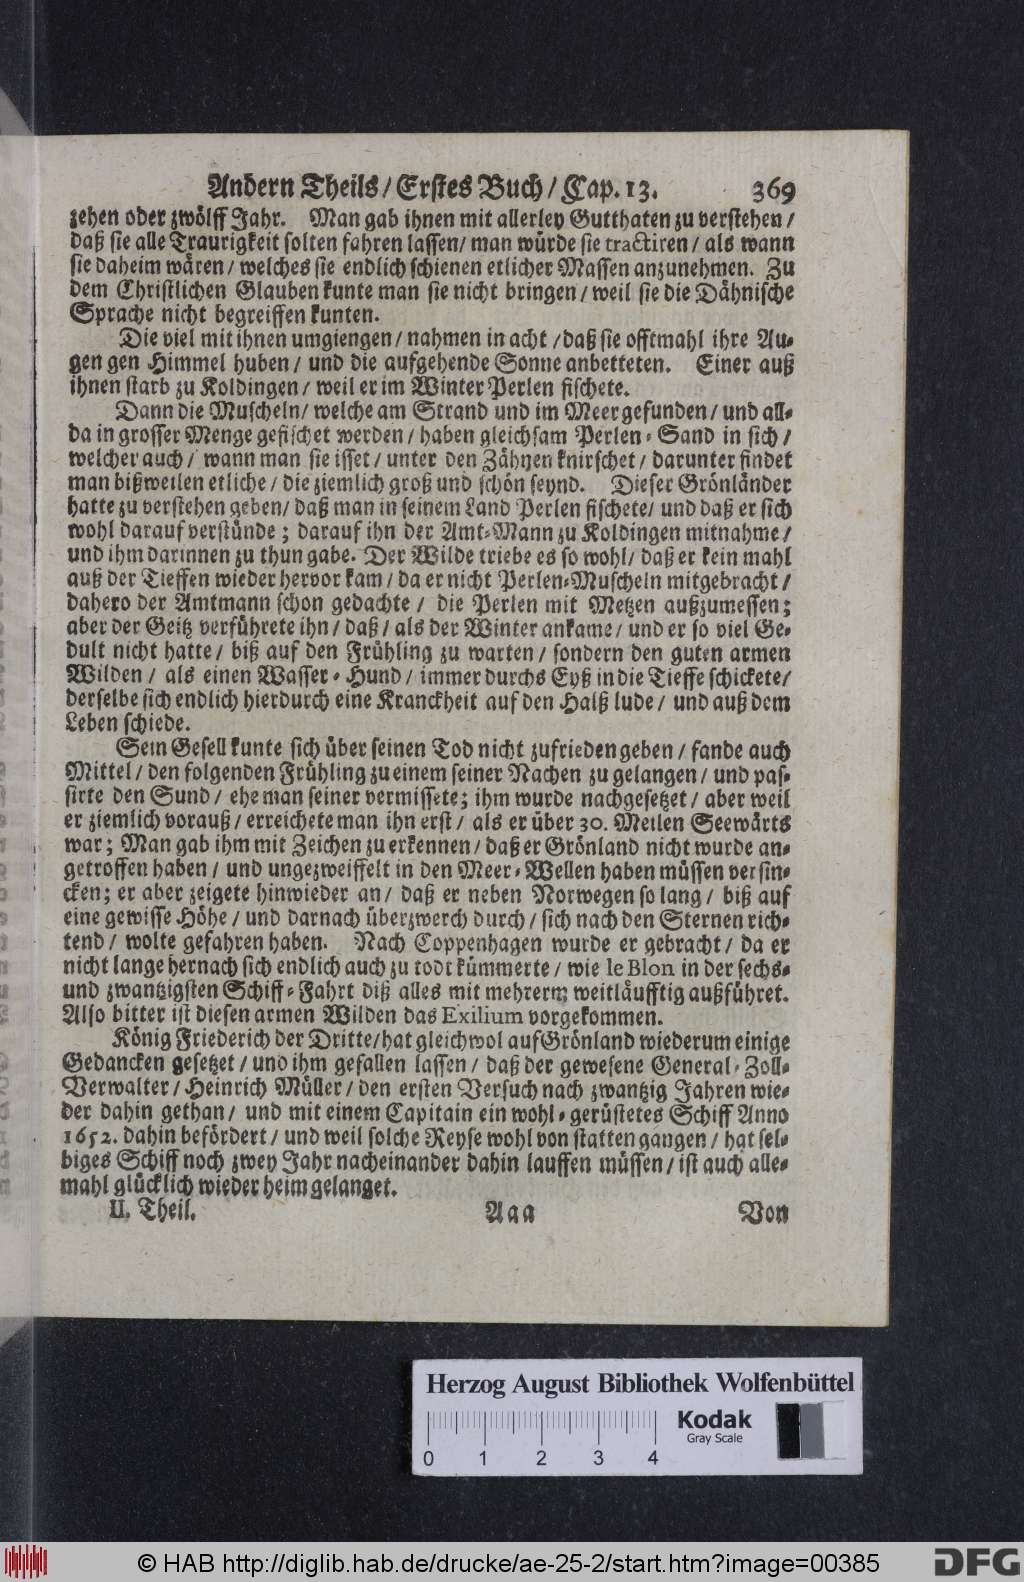 Andern Theils / Erstes Buch / Cap. 13. 369
zehen oder zwölff Jahr. Man gab ihnen mit allerley Gutthaten zu verstehen /
daß sie alle Traurigkeit solten fahren lassen / man würde sie tractiren / als wann
sie daheim wären / welches sie endlich schienen etlicher Massen anzunehmen. Zu
dem Christlichen Glauben kunte man sie nicht bringen / weil sie die Dähnische
Sprache nicht begreiffen kunten.
Die viel mit ihnen umgiengen / nahmen in acht / daß sie offtmahl ihre Au-
gen gen Himmel huben / und die aufgehende Sonne anbetteten. Einer auß
ihnen starb zu Koldingen / weil er im Winter Perlen fischete.
Dann die Muscheln / welche am Strand und im Meer gefunden / und all-
da in grosser Menge gefischet werden / haben gleichsam Perlen-Sand in sich /
welcher auch / wann man sie isset / unter den Zähnen knirschet / darunter findet
man bißweilen etliche / die ziemlich groß und schön seynd. Dieser Grönländer
hatte zu verstehen geben / daß man in seinem Land Perlen fischete / und daß er sich
wohl darauf verstünde ; darauf ihn der Amt-Mann zu Koldingen mitnahme /
und ihm darinnen zu thun gabe. Der Wilde triebe es so wohl / daß er kein mahl
auß der Tieffen wieder hervor kam / da er nicht Perlen-Muscheln mitgebracht /
dahero der Amtmann schon gedachte / die Perlen mit Metzen außzumessen;
aber der Geitz verführete ihn / daß / als der Winter ankame / und er so viel Ge-
dult nicht hatte / biß auf den Frühling zu warten / sondern den guten armen
Wilden / als einen Wasser-Hund / immer durchs Eyß in die Tieffe schickete /
derselbe sich endlich hierdurch eine Kranckheit auf den Halß lude / und auß dem
Leben schiede.
Sein Gesell kunte sich über seinen Tod nicht zufrieden geben / fande auch
Mittel / den folgenden Frühling zu einem seiner Nachen zu gelangen / und pas-
sirte den Sund / ehe man seiner vermissete; ihm wurde nachgesetzet / aber weil
er ziemlich vorauß / erreichete man ihn erst / als er über 30. Meilen Seewärts
war; Man gab ihm mit Zeichen zu erkennen / daß er Grönland nicht wurde an-
getroffen haben / und ungezweiffelt in den Meer-Wellen haben müssen versin-
cken; er aber zeigete hinwieder an / daß er neben Norwegen so lang / biß auf
eine gewisse Höhe / und darnach überzwerch durch / sich nach den Sternen rich-
tend / wolte gefahren haben. Nach Coppenhagen wurde er gebracht / da er
nicht lange hernach sich endlich auch zu todt kümmerte / wie le Blon in der sechs-
und zwantzigsten Schiff-Fahrt diß alles mit mehrerm weitläufftig außführet.
Also bitter ist diesen armen Wilden das Exilium vorgekommen.
König Friederich der Dritte / hat gleichwol auf Grönland wiederum einige
Gedancken gesetzet / und ihm gefallen lassen / daß der gewesene General-Zoll-
Verwalter / Heinrich Müller / den ersten Versuch nach zwantzig Jahren wie-
der dahin gethan / und mit einem Capitain ein wohl-gerüstetes Schiff Anno
1652. dahin befördert / und weil solche Reyse wohl von statten gangen / hat sel-
biges Schiff noch zwey Jahr nacheinander dahin lauffen müssen / ist auch alle-
mahl glücklich wieder heim gelanget.
II. Theil. Aaa Von
Herzog August Bibliothek Wolfenbüttel
Kodak
Gray Scale
0 1 2 3 4
© HAB http://diglib.hab.de/drucke/ae-25-2/start.htm?image=00385
DFG